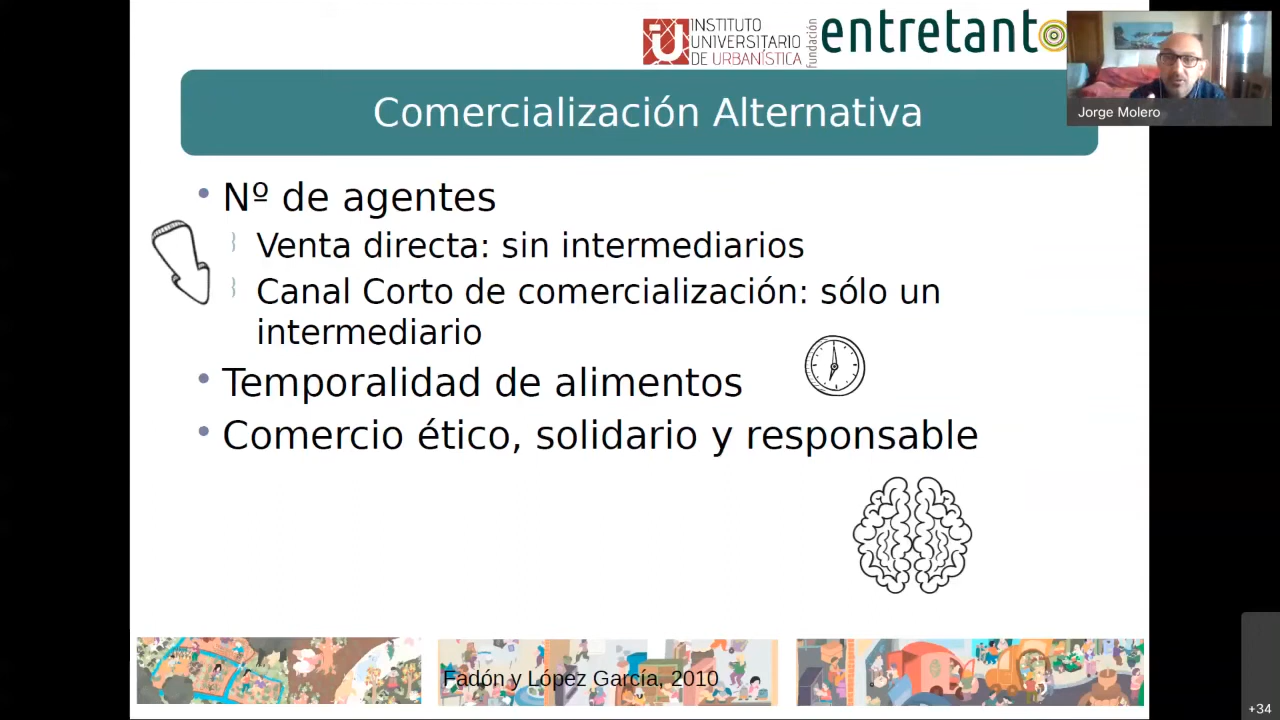 INSTITUTO
UNIVERSITARIO
DE URBANÍSTICA
fundación
entretanto
Jorge Molero
Comercialización Alternativa
Nº de agentes
Venta directa: sin intermediarios
Canal Corto de comercialización: sólo un
intermediario
Temporalidad de alimentos
Comercio ético, solidario y responsable
Fadón y López García, 2010
+34